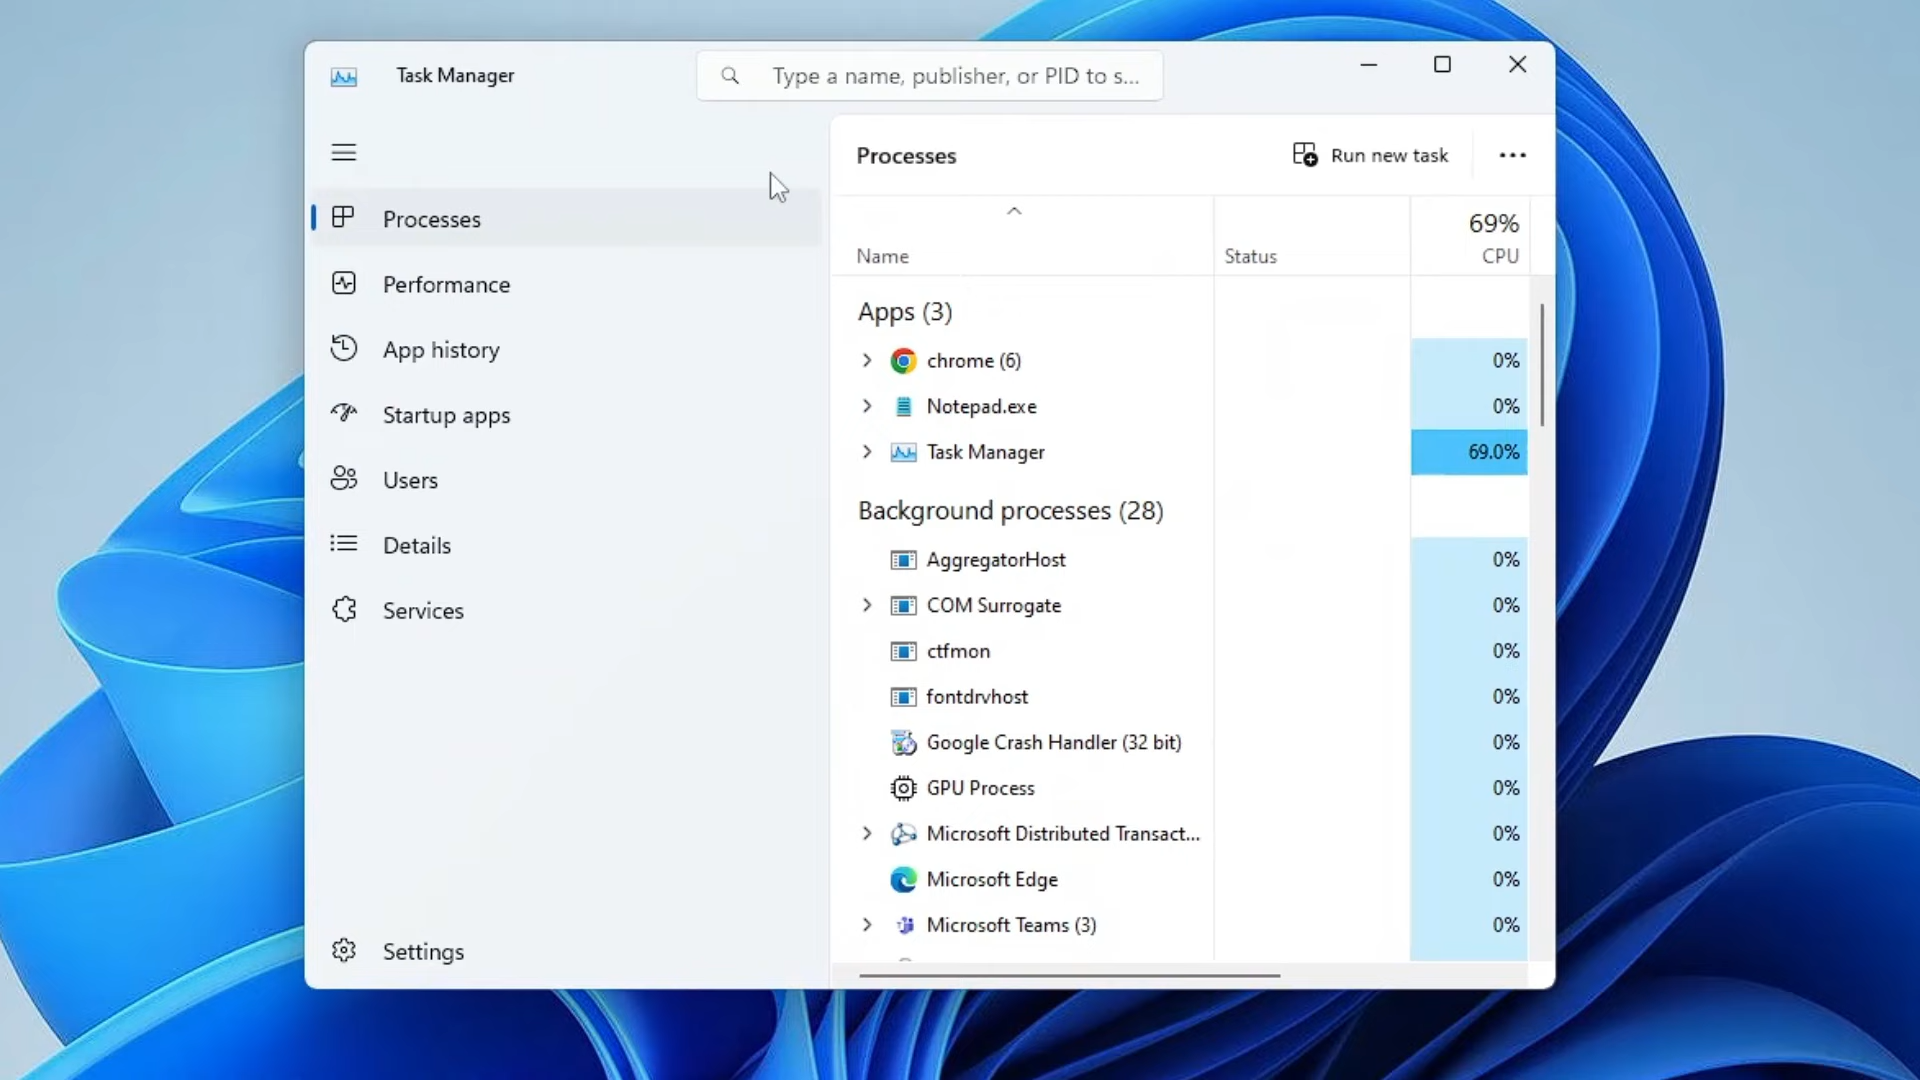 Task Manager
Type a name, publisher, or PID to s...
Processes
Performance
App history
Startup apps
Users
Details
Services
Settings
Processes
Run new task
Name
Status
69%
CPU
Apps (3)
chrome (6) 0%
Notepad.exe 0%
Task Manager 69.0%
Background processes (28)
AggregatorHost 0%
COM Surrogate 0%
ctfmon 0%
fontdrvhost 0%
Google Crash Handler (32 bit) 0%
GPU Process 0%
Microsoft Distributed Transact... 0%
Microsoft Edge 0%
Microsoft Teams (3) 0%